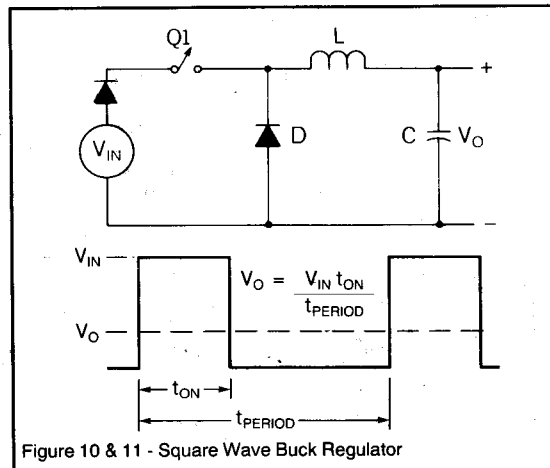 Q1
L
+
V_IN
D
C
V_O
–
V_IN
V_O = V_IN t_ON / t_PERIOD
V_O
t_ON
t_PERIOD
Figure 10 & 11 - Square Wave Buck Regulator